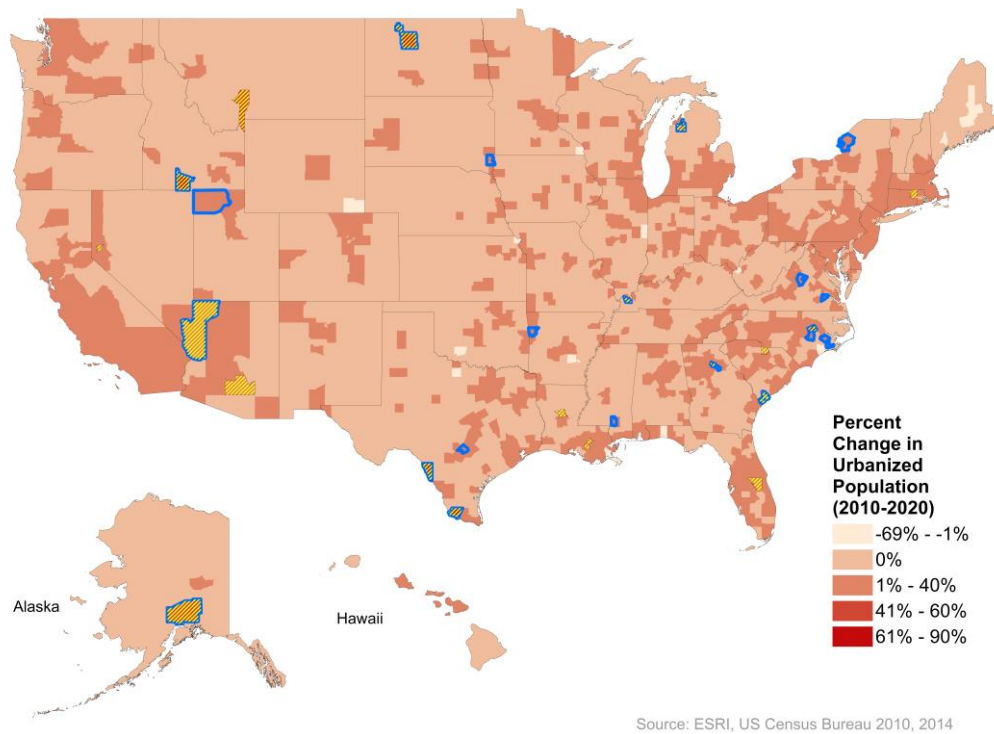 Percent
Change in
Urbanized
Population
(2010-2020)
-69% - -1%
0%
1% - 40%
41% - 60%
61% - 90%
Alaska
Hawaii
Source: ESRI, US Census Bureau 2010, 2014